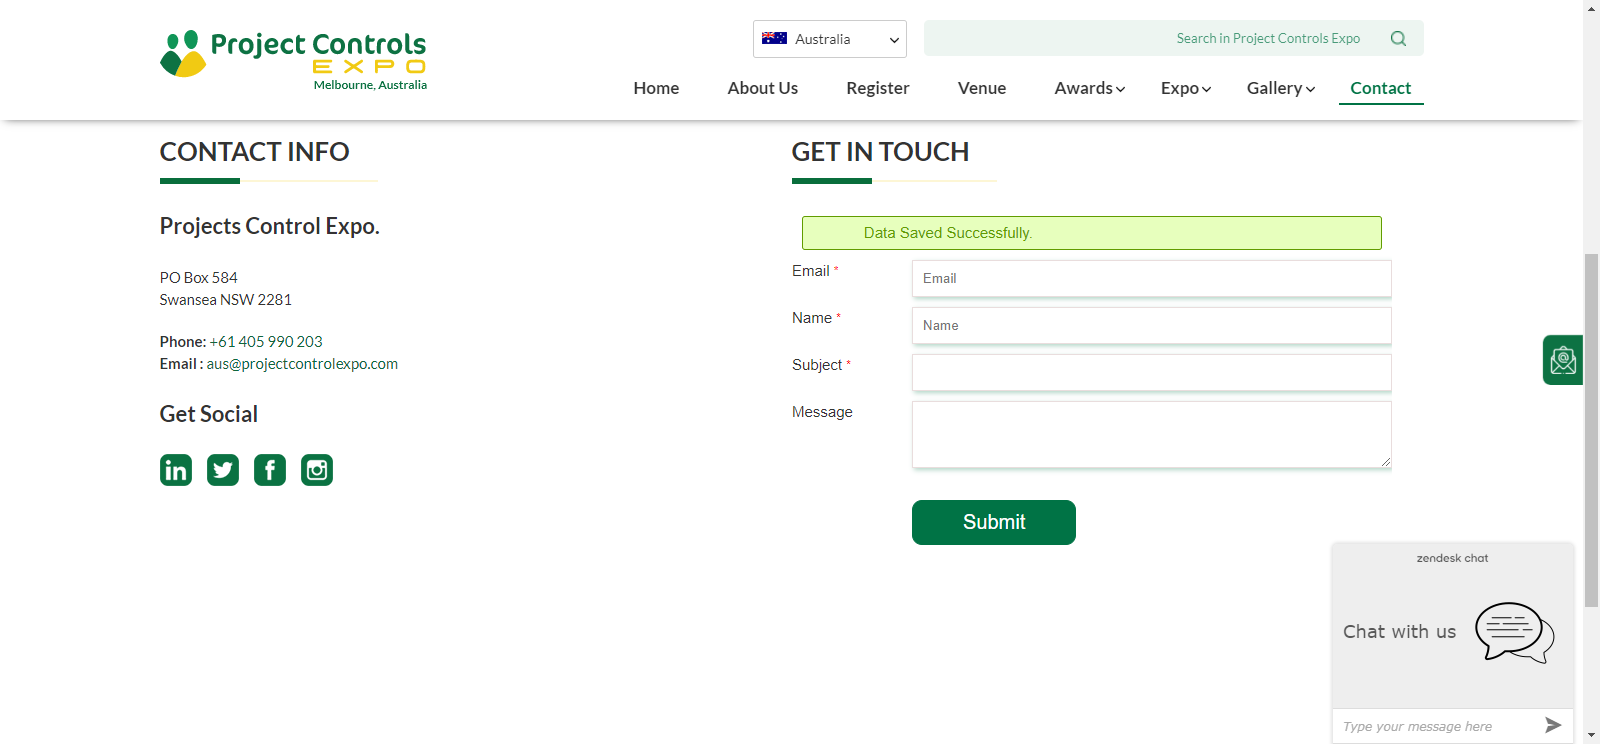 Project Controls
EXPO
Melbourne, Australia
Australia
Search in Project Controls Expo
Home
About Us
Register
Venue
Awards
Expo
Gallery
Contact
CONTACT INFO
Projects Control Expo.
PO Box 584
Swansea NSW 2281
Phone: +61 405 990 203
Email : aus@projectcontrolexpo.com
Get Social
GET IN TOUCH
Data Saved Successfully.
Email *
Email
Name *
Name
Subject *
Message
Submit
zendesk chat
Chat with us
Type your message here